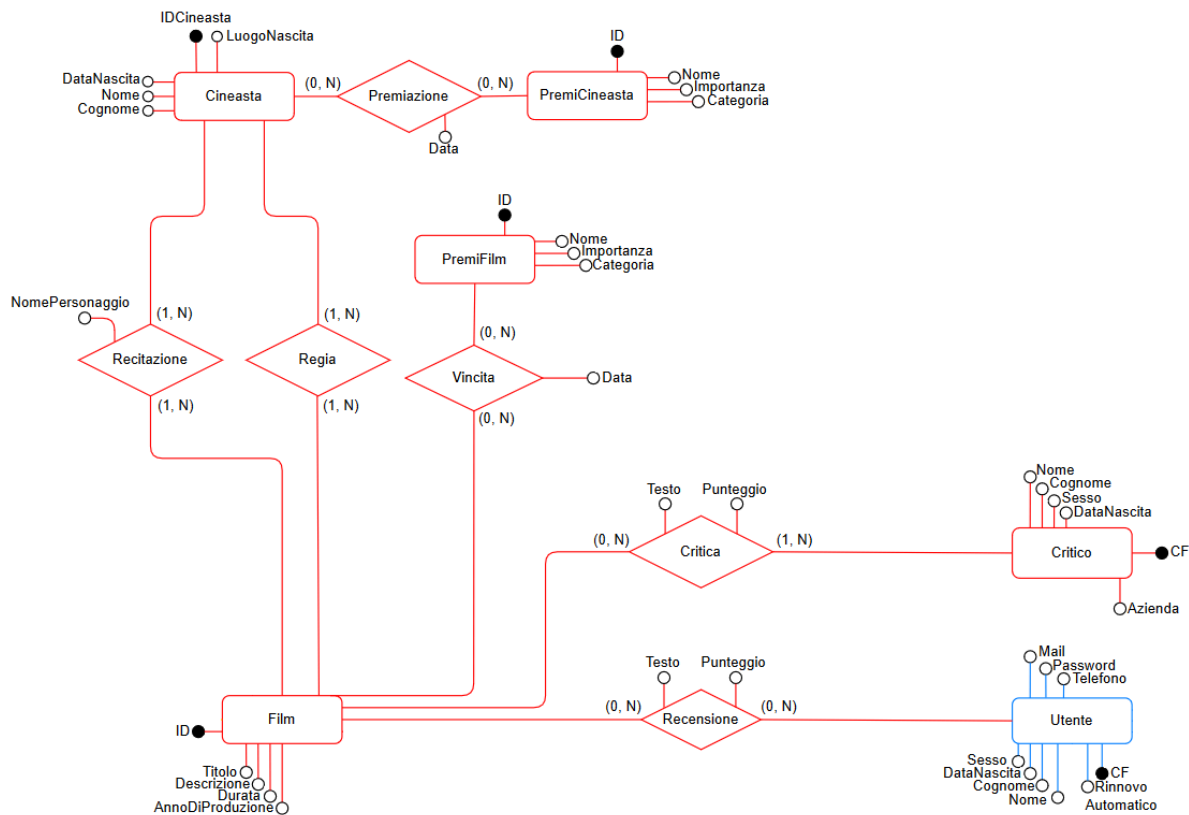 IDCineasta
LuogoNascita
DataNascita
Nome
Cognome
Cineasta
(0, N)
Premiazione
Data
(0, N)
ID
PremiCineasta
Nome
Importanza
Categoria
ID
PremiFilm
Nome
Importanza
Categoria
NomePersonaggio
(1, N)
Recitazione
(1, N)
(1, N)
Regia
(1, N)
(0, N)
Vincita
Data
(0, N)
Testo
Punteggio
(0, N)
Critica
(1, N)
Nome
Cognome
Sesso
DataNascita
Critico
CF
Azienda
Testo
Punteggio
(0, N)
Recensione
(0, N)
Mail
Password
Telefono
Utente
Sesso
DataNascita
Cognome
Nome
CF
Rinnovo
Automatico
Film
ID
Titolo
Descrizione
Durata
AnnoDiProduzione